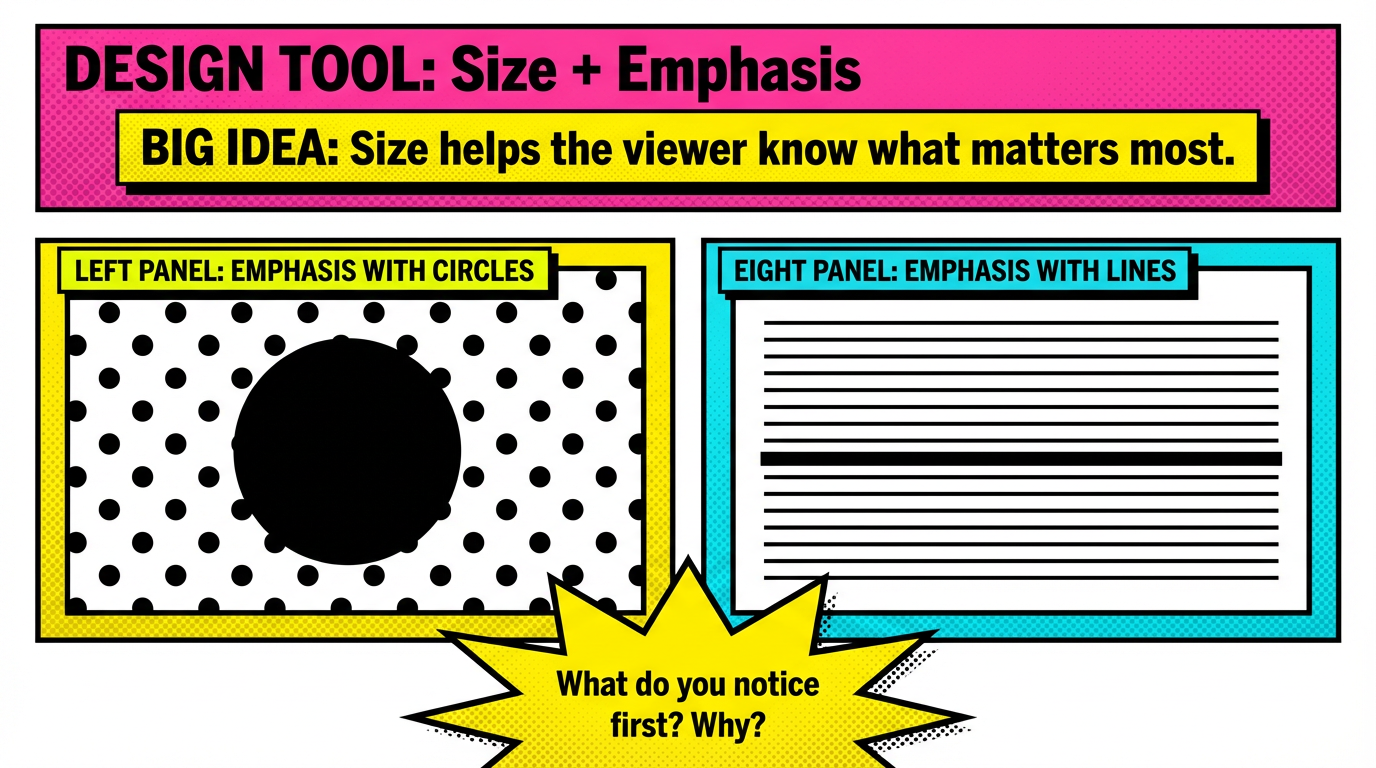 DESIGN TOOL: Size + Emphasis
BIG IDEA: Size helps the viewer know what matters most.
LEFT PANEL: EMPHASIS WITH CIRCLES
EIGHT PANEL: EMPHASIS WITH LINES
What do you notice
first? Why?